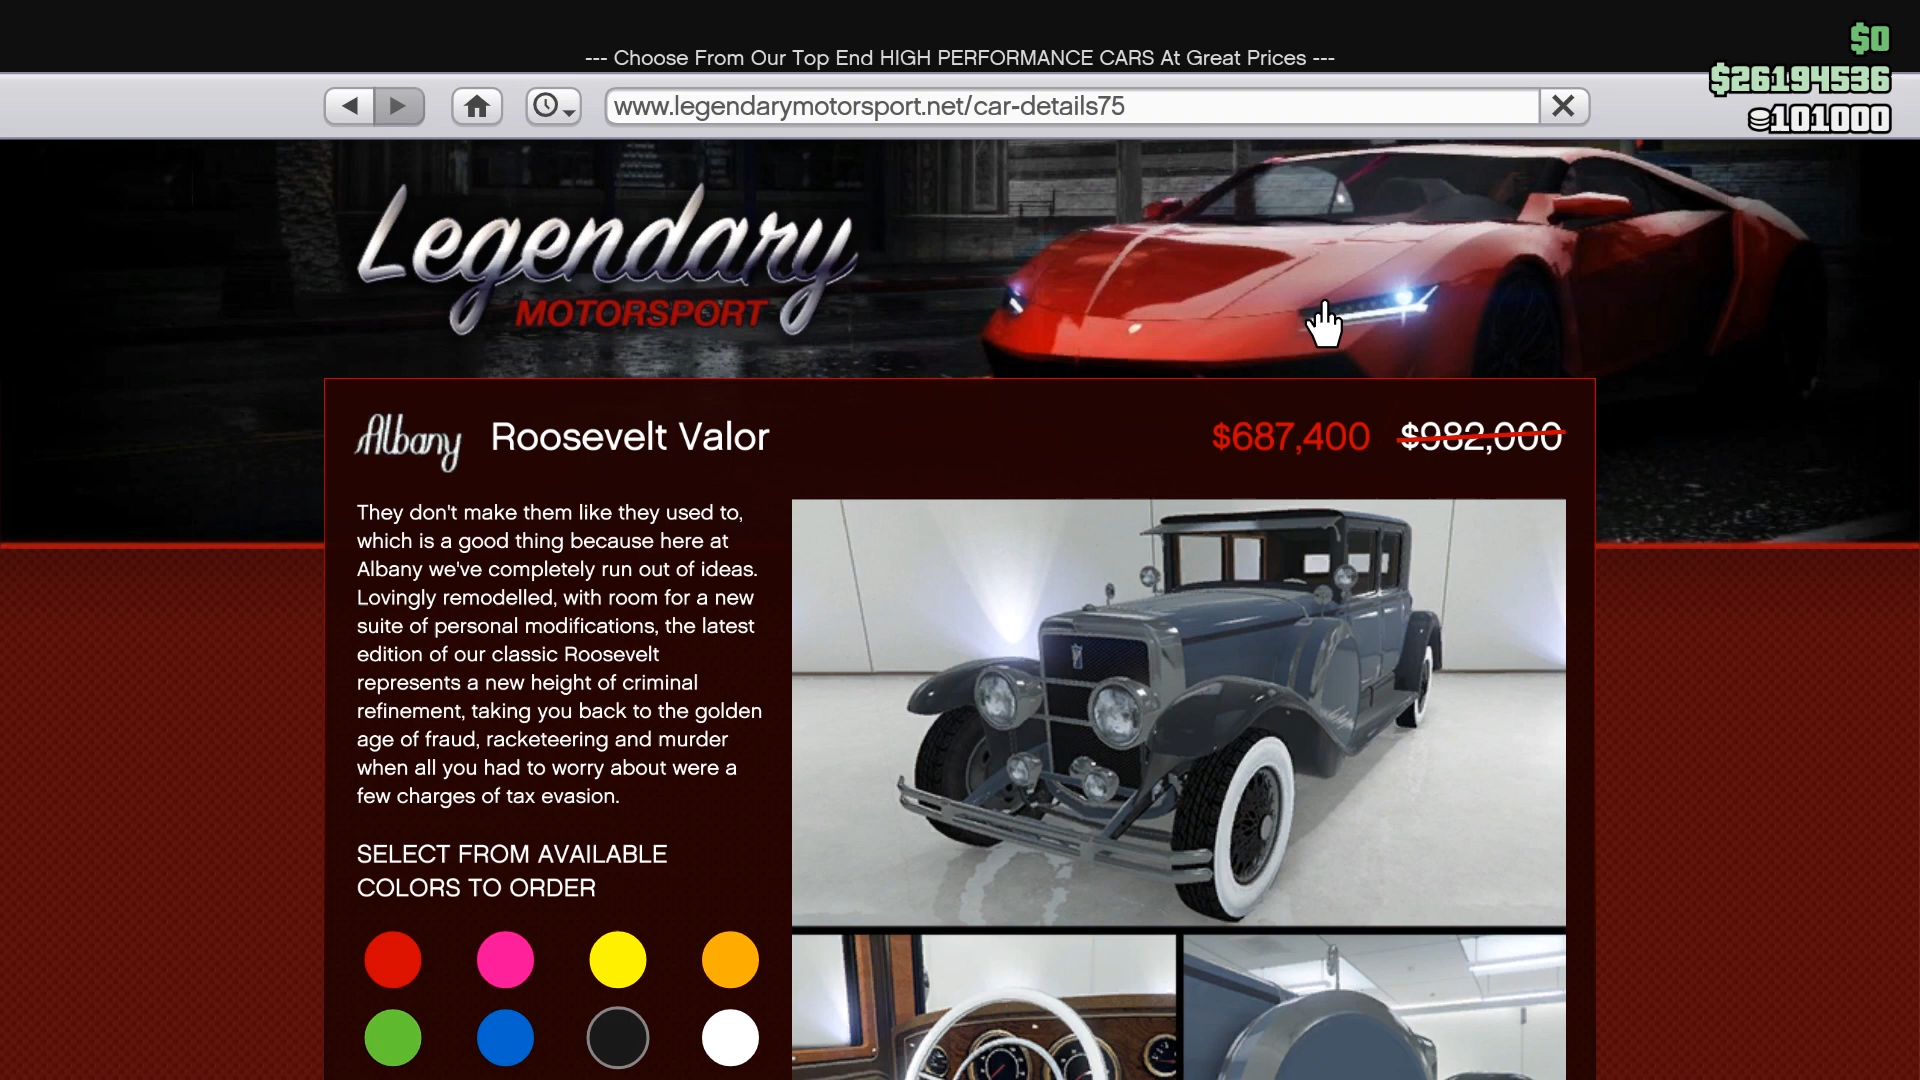 --- Choose From Our Top End HIGH PERFORMANCE CARS At Great Prices ---
$0
$26194536
101000
www.legendarymotorsport.net/car-details75
Legendary
MOTORSPORT
Albany
Roosevelt Valor
$687,400 $982,000
They don't make them like they used to,
which is a good thing because here at
Albany we've completely run out of ideas.
Lovingly remodelled, with room for a new
suite of personal modifications, the latest
edition of our classic Roosevelt
represents a new height of criminal
refinement, taking you back to the golden
age of fraud, racketeering and murder
when all you had to worry about were a
few charges of tax evasion.
SELECT FROM AVAILABLE
COLORS TO ORDER